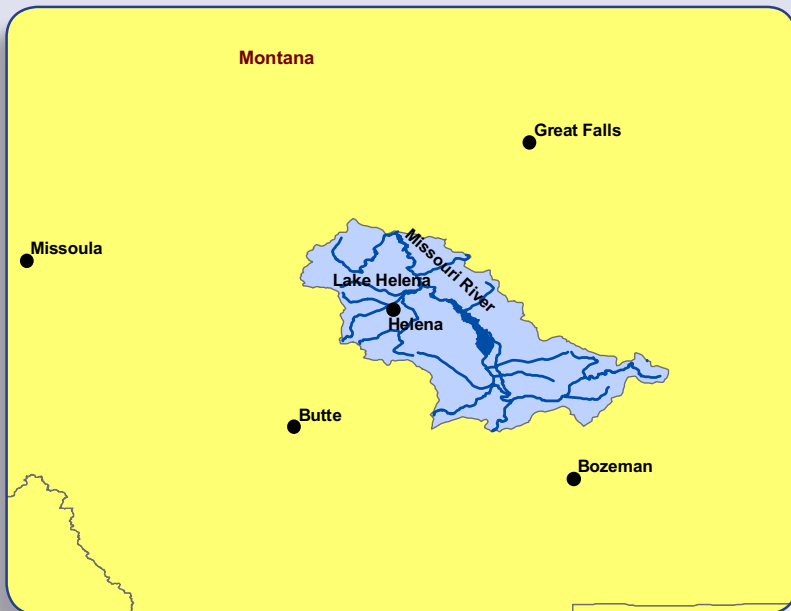 Montana
Great Falls
Missoula
Missouri River
Lake Helena
Helena
Butte
Bozeman